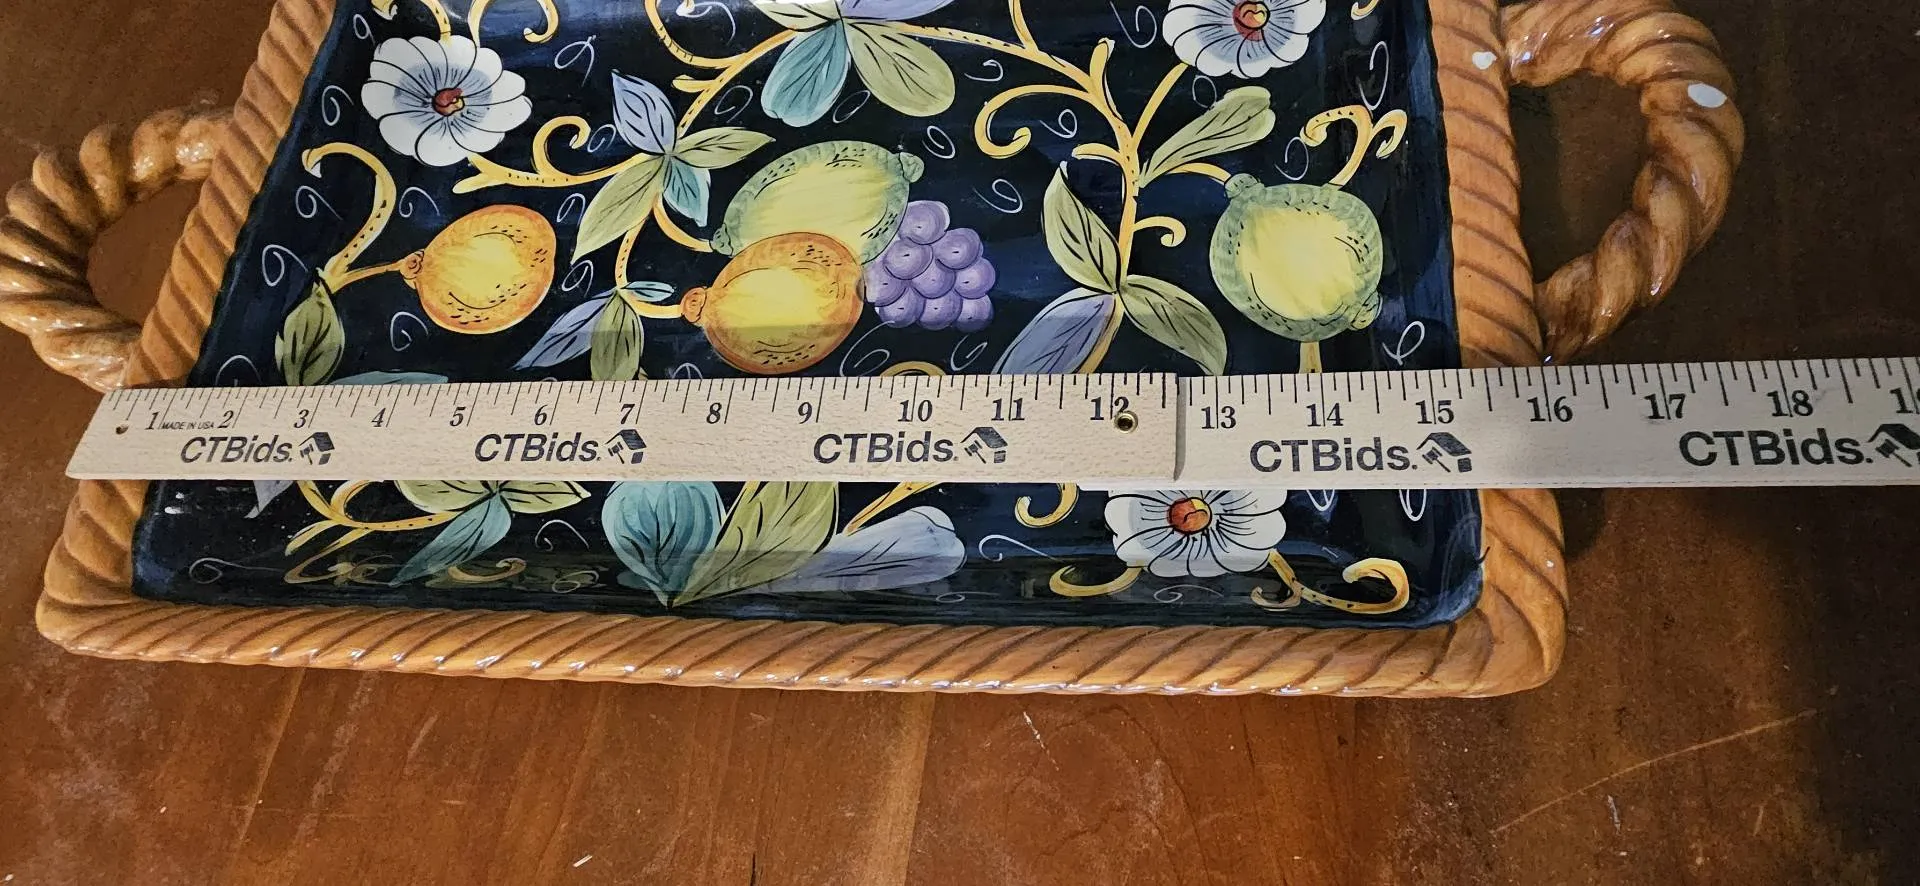 1 2 3 4 5 6 7 8 9 10 11 12 13 14 15 16 17 18
MADE IN USA
CTBids. CTBids. CTBids. CTBids. CTBids.